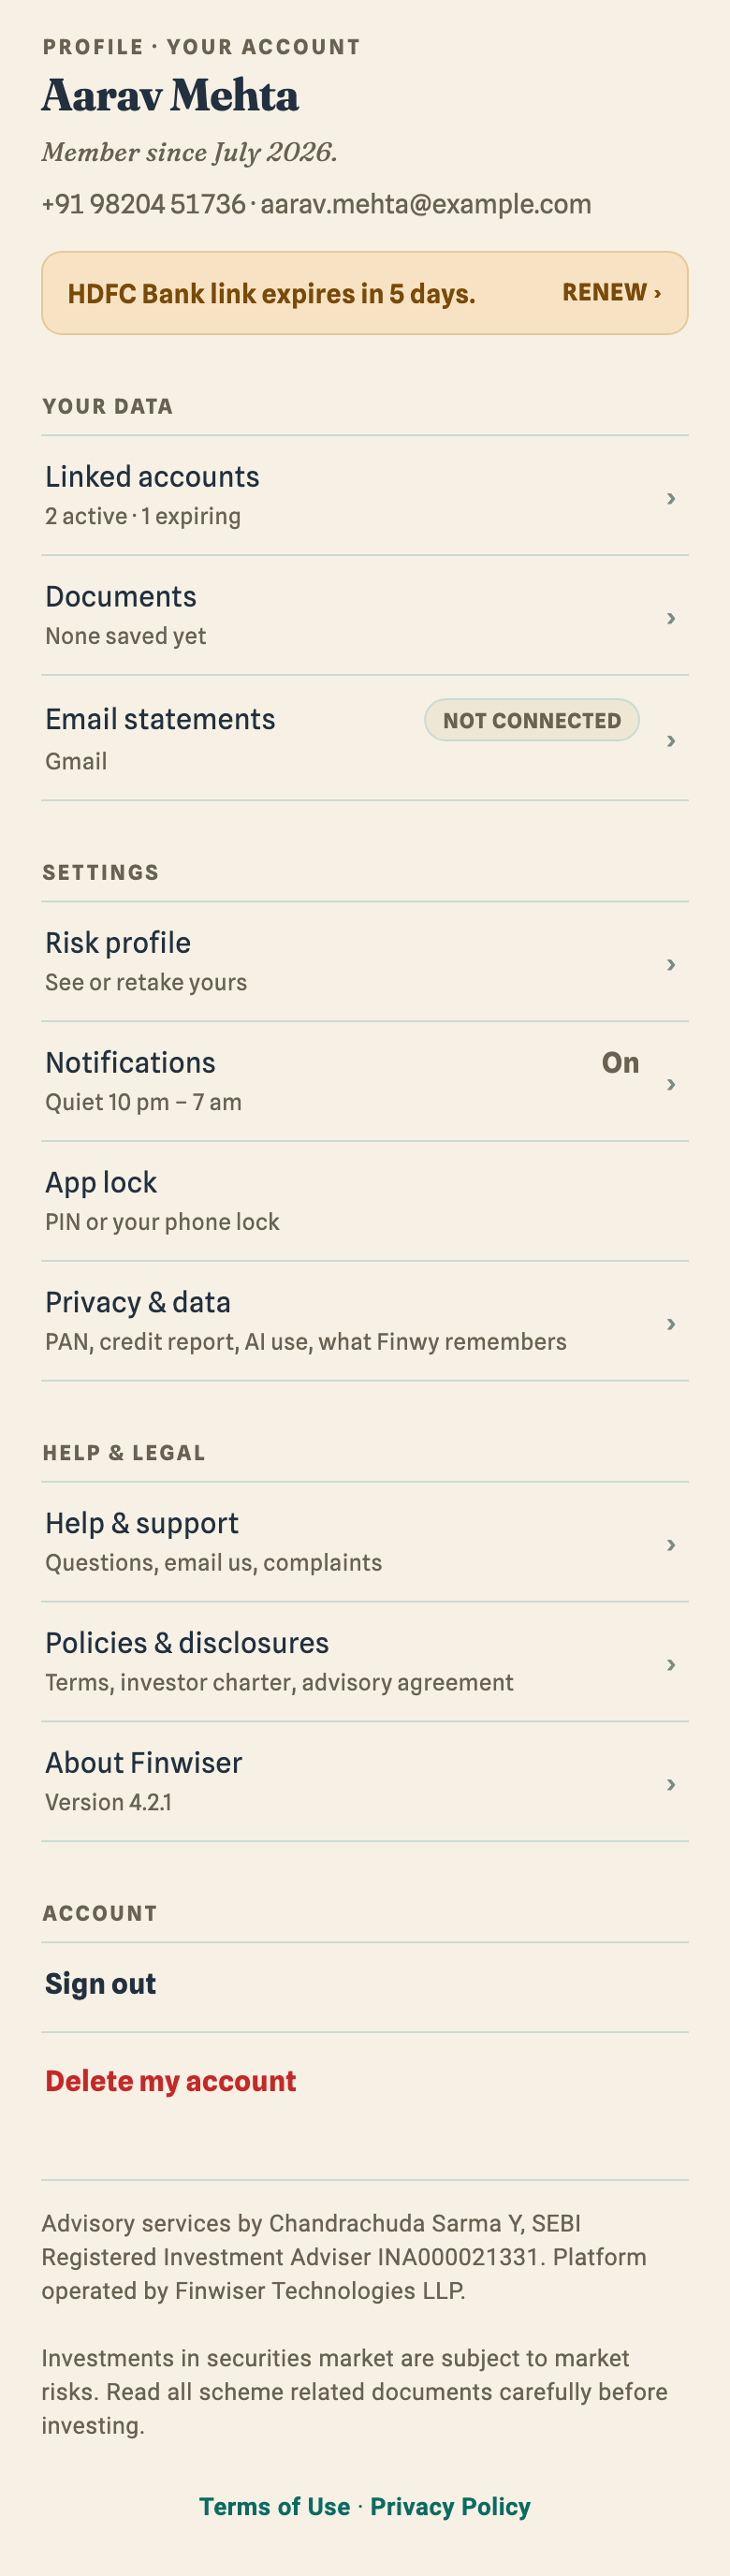 PROFILE · YOUR ACCOUNT
Aarav Mehta
Member since July 2026.
+91 98204 51736 · aarav.mehta@example.com
HDFC Bank link expires in 5 days.
RENEW ›
YOUR DATA
Linked accounts
2 active · 1 expiring
›
Documents
None saved yet
›
Email statements
NOT CONNECTED
Gmail
›
SETTINGS
Risk profile
See or retake yours
›
Notifications
On
Quiet 10 pm – 7 am
›
App lock
PIN or your phone lock
Privacy & data
PAN, credit report, AI use, what Finwy remembers
›
HELP & LEGAL
Help & support
Questions, email us, complaints
›
Policies & disclosures
Terms, investor charter, advisory agreement
›
About Finwiser
Version 4.2.1
›
ACCOUNT
Sign out
Delete my account
Advisory services by Chandrachuda Sarma Y, SEBI
Registered Investment Adviser INA000021331. Platform
operated by Finwiser Technologies LLP.
Investments in securities market are subject to market
risks. Read all scheme related documents carefully before
investing.
Terms of Use · Privacy Policy